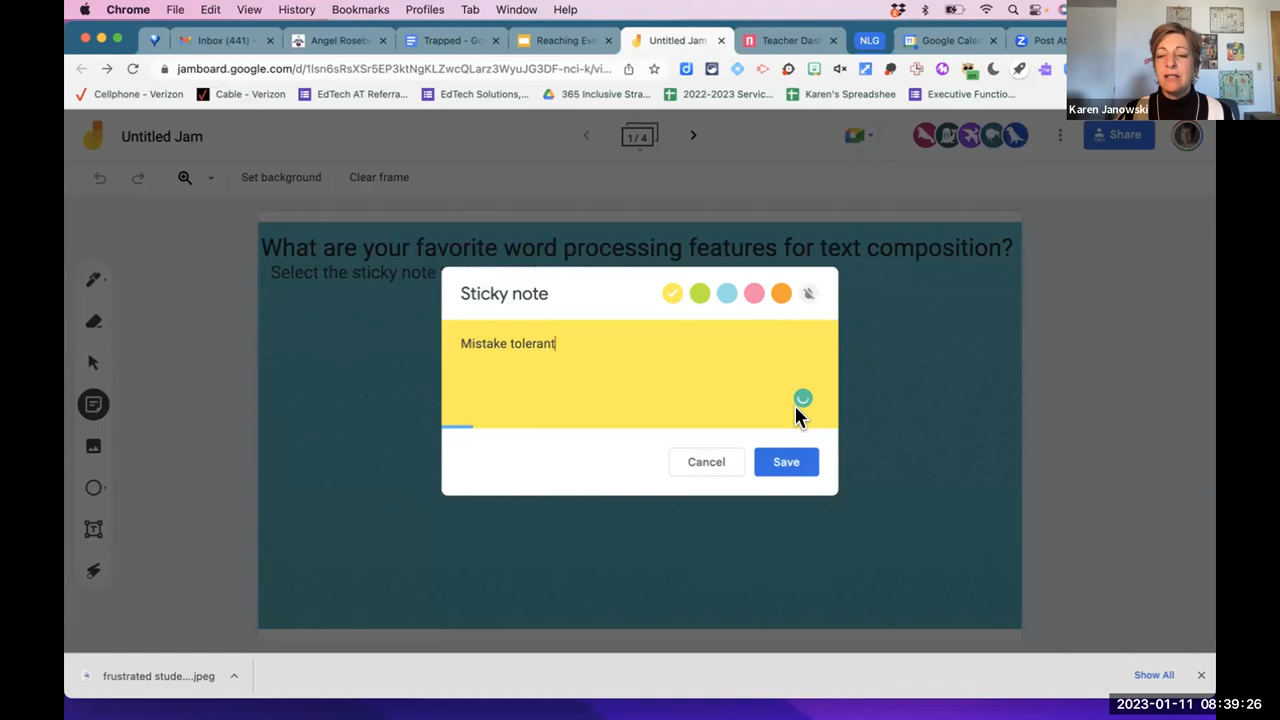 Chrome File Edit View History Bookmarks Profiles Tab Window Help
Inbox (441) - Angel Roseb Trapped - G Reaching Eve Untitled Jam Teacher Das NLG Google Cale Post At
jamboard.google.com/d/1lsn6sRsXSr5EP3ktNgKLZwcQLarz3WyuJG3DF-nci-k/vi...
on
Cellphone - Verizon Cable - Verizon EdTech AT Referra... EdTech Solutions,... 365 Inclusive Stra... 2022-2023 Servic... Karen's Spreadshee Executive Functio...
Karen Janowski
Untitled Jam
1 / 4
Share
Set background Clear frame
What are your favorite word processing features for text composition?
Select the sticky note
Sticky note
Mistake tolerant
Cancel Save
frustrated stude....jpeg
Show All
2023-01-11 08:39:26